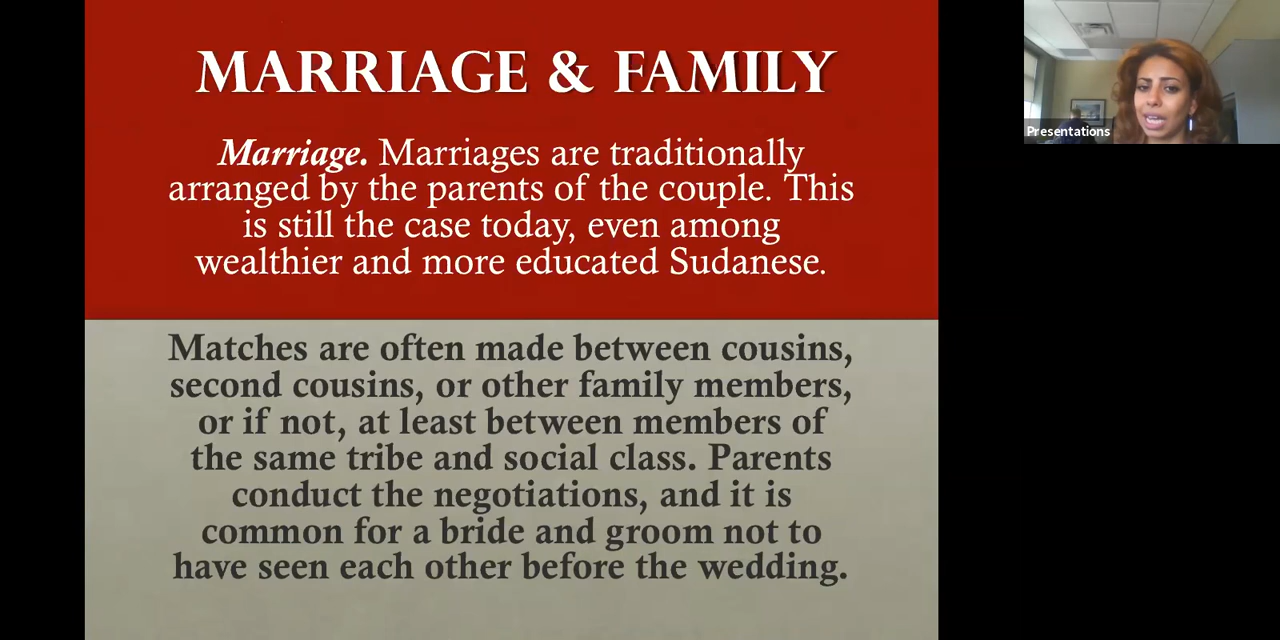 MARRIAGE & FAMILY
Marriage. Marriages are traditionally
arranged by the parents of the couple. This
is still the case today, even among
wealthier and more educated Sudanese.
Matches are often made between cousins,
second cousins, or other family members,
or if not, at least between members of
the same tribe and social class. Parents
conduct the negotiations, and it is
common for a bride and groom not to
have seen each other before the wedding.
Presentations